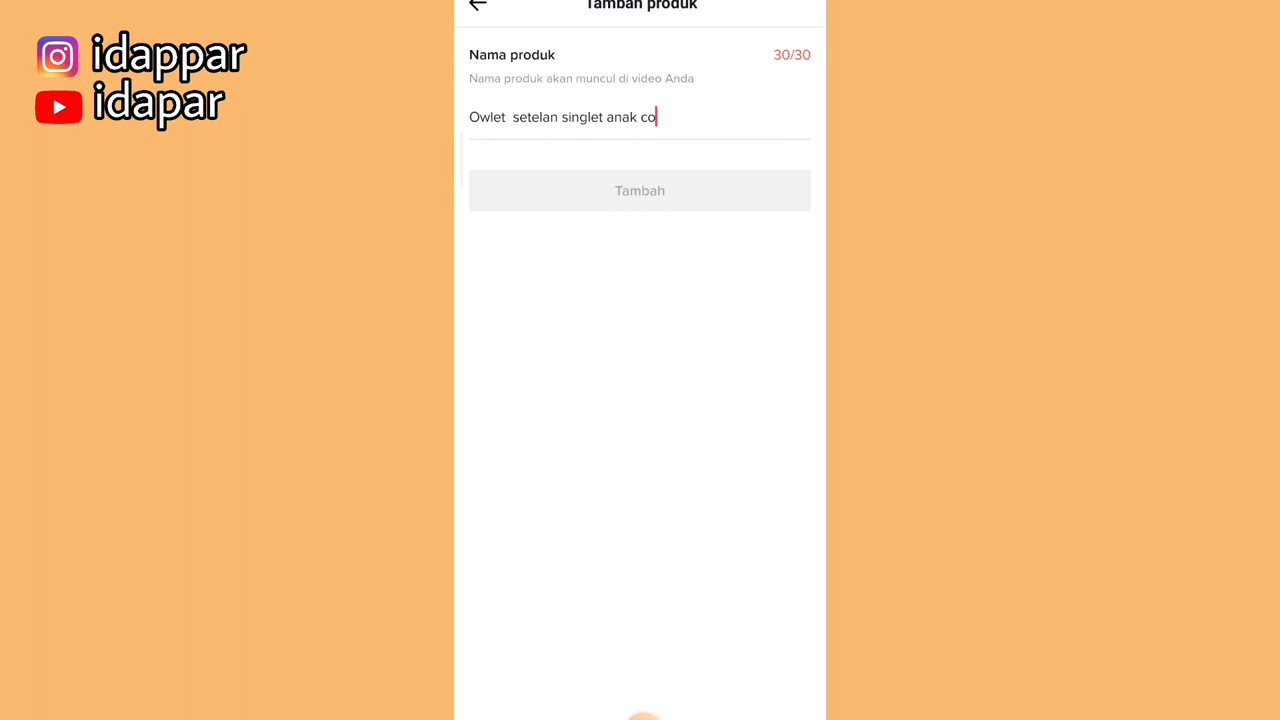 idappar
idapar
Tambah produk
Nama produk 30/30
Nama produk akan muncul di video Anda
Owlet  setelan singlet anak co
Tambah